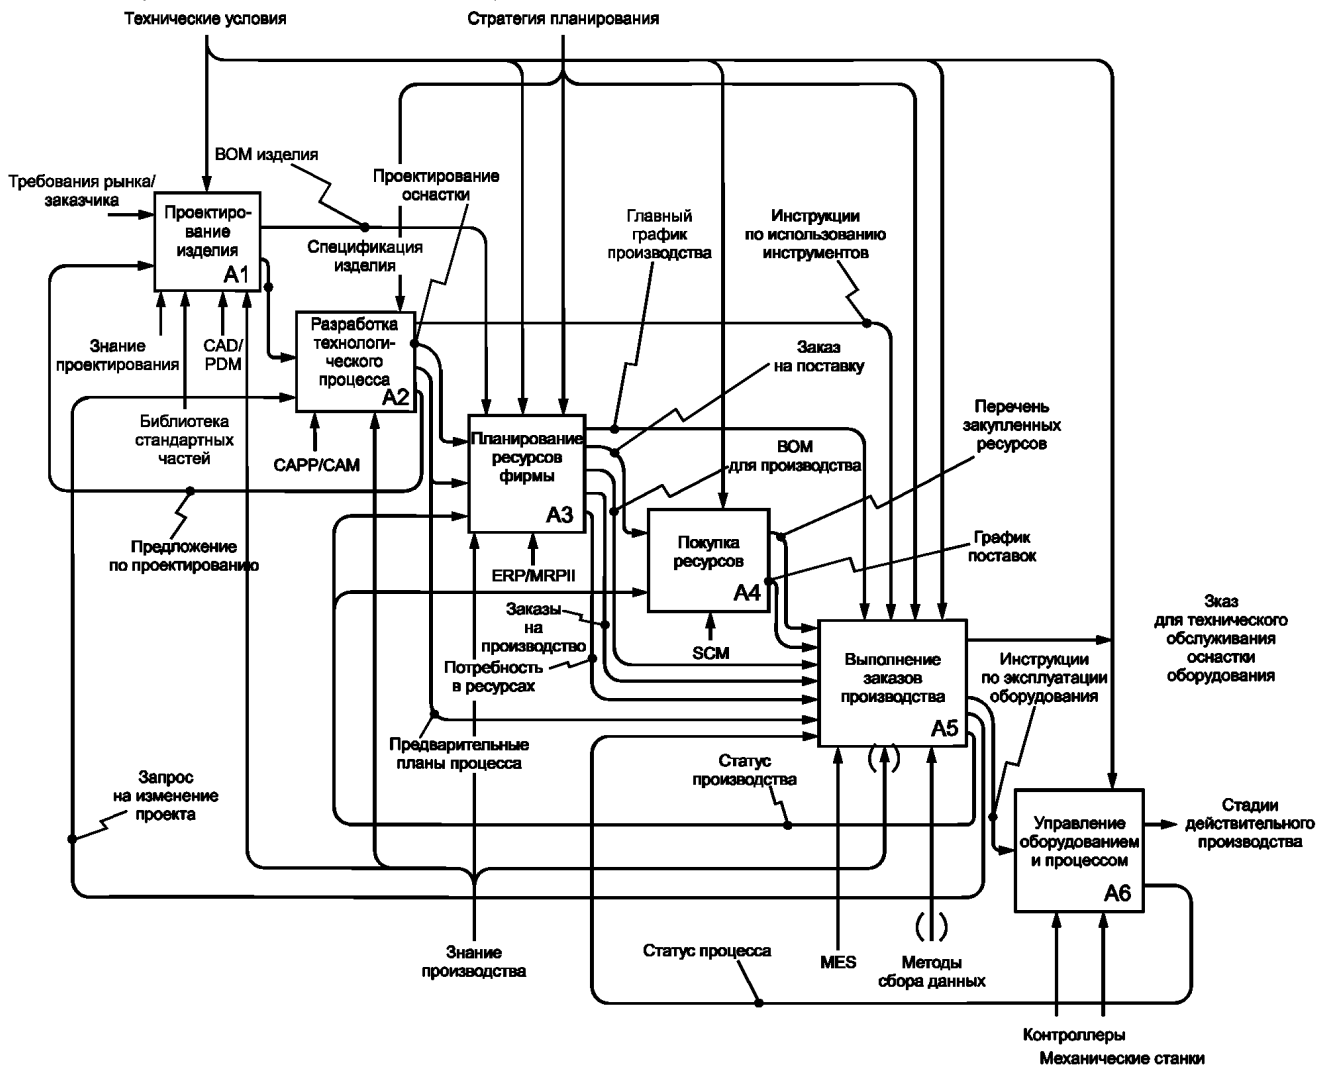 Технические условия
Стратегия планирования
BOM изделия
Требования рынка/
заказчика
Проектиро-
вание
изделия
A1
Проектирование
оснастки
Спецификация
изделия
Главный
график
производства
Инструкции
по использованию
инструментов
Знание
проектирования
CAD/
PDM
Разработка
технологи-
ческого
процесса
A2
Заказ
на поставку
Библиотека
стандартных
частей
CAPP/CAM
Планирование
ресурсов
фирмы
A3
BOM
для производства
Перечень
закупленных
ресурсов
Предложение
по проектированию
ERP/MRPII
Покупка
ресурсов
A4
График
поставок
Заказы
на
производство
Потребность
в ресурсах
SCM
Выполнение
заказов
производства
A5
Зказ
для технического
обслуживания
оснастки
оборудования
Инструкции
по эксплуатации
оборудования
Предварительные
планы процесса
Статус
производства
Запрос
на изменение
проекта
Управление
оборудованием
и процессом
A6
Стадии
действительного
производства
Знание
производства
Статус процесса
MES
Методы
сбора данных
Контроллеры
Механические станки